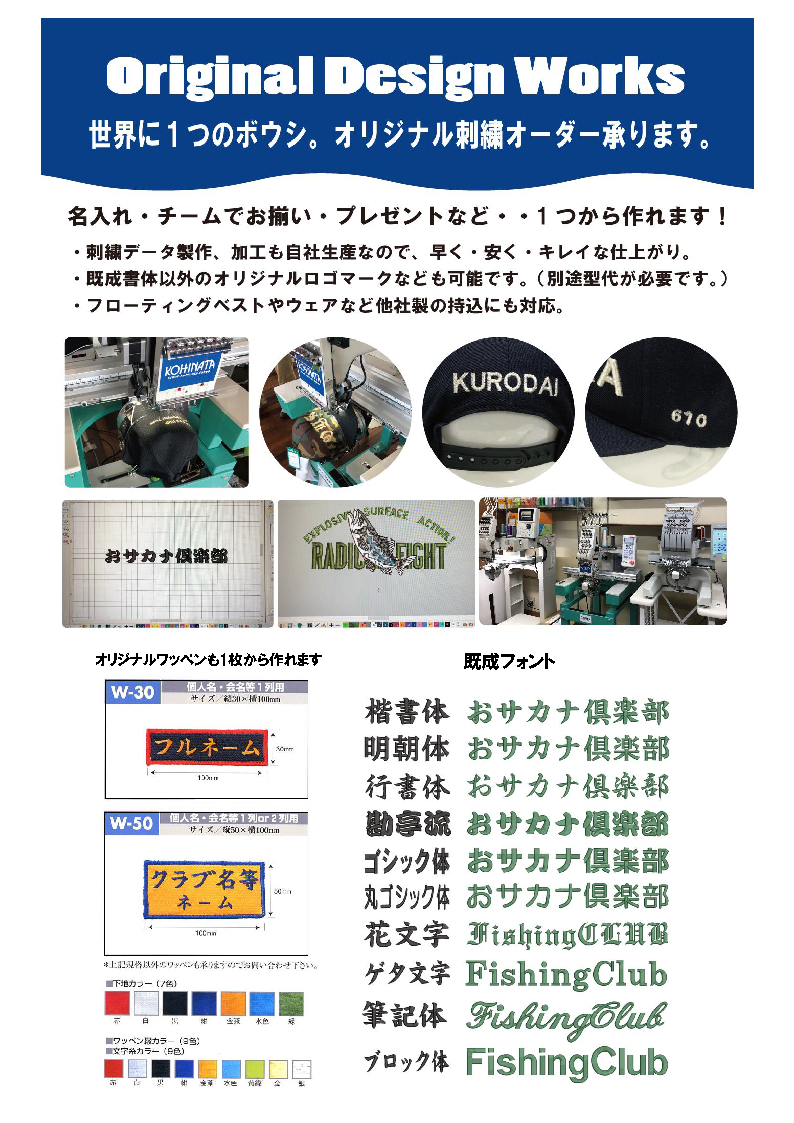 Original Design Works
世界に１つのボウシ。オリジナル刺繍オーダー承ります。
名入れ・チームでお揃い・プレゼントなど・・１つから作れます！
・刺繍データ製作、加工も自社生産なので、早く・安く・キレイな仕上がり。
・既成書体以外のオリジナルロゴマークなども可能です。（別途型代が必要です。）
・フローティングベストやウェアなど他社製の持込にも対応。
KOHINATA
KOHINATA
KURODAI
A
670
おサカナ倶楽部
EXPLOSIVE SURFACE ACTION!
オリジナルワッペンも1枚から作れます
W-30
個人名・会名等１列用
サイズ／縦30×横100mm
フルネーム
30mm
100mm
W-50
個人名・会名等１列or２列用
サイズ／縦50×横100mm
クラブ名等
ネーム
50mm
100mm
*上記規格以外のワッペンも承りますのでお問い合わせ下さい。
■下地カラー（7色）
赤 白 黒 紺 金茶 水色 緑
■ワッペン縁カラー（9色）
■文字糸カラー（9色）
赤 白 黒 紺 金茶 水色 黄緑 金 銀
既成フォント
楷書体 おサカナ倶楽部
明朝体 おサカナ倶楽部
行書体 おサカナ倶楽部
勘亭流 おサカナ倶楽部
ゴシック体 おサカナ倶楽部
丸ゴシック体 おサカナ倶楽部
花文字 FishingCLUB
ゲタ文字 FishingClub
筆記体 FishingClub
ブロック体 FishingClub